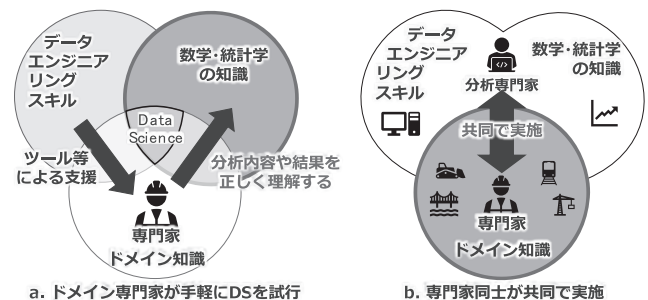 データ
エンジニア
リング
スキル
数学・統計学
の知識
Data
Science
ツール等
による支援
分析内容や結果を
正しく理解する
専門家
ドメイン知識
a. ドメイン専門家が手軽にDSを試行
データ
エンジニア
リング
スキル
分析専門家
数学・統計学
の知識
共同で実施
専門家
ドメイン知識
b. 専門家同士が共同で実施